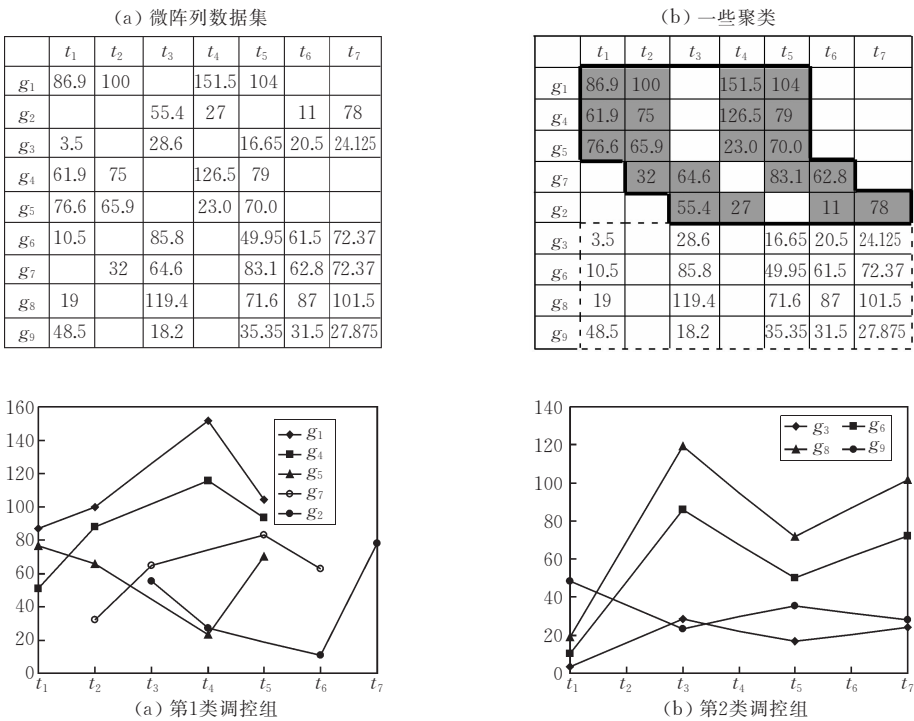 (a) 微阵列数据集
t₁ t₂ t₃ t₄ t₅ t₆ t₇
g₁ 86.9 100 151.5 104
g₂ 55.4 27 11 78
g₃ 3.5 28.6 16.65 20.5 24.125
g₄ 61.9 75 126.5 79
g₅ 76.6 65.9 23.0 70.0
g₆ 10.5 85.8 49.95 61.5 72.37
g₇ 32 64.6 83.1 62.8 72.37
g₈ 19 119.4 71.6 87 101.5
g₉ 48.5 18.2 35.35 31.5 27.875
(b) 一些聚类
t₁ t₂ t₃ t₄ t₅ t₆ t₇
g₁ 86.9 100 151.5 104
g₄ 61.9 75 126.5 79
g₅ 76.6 65.9 23.0 70.0
g₇ 32 64.6 83.1 62.8
g₂ 55.4 27 11 78
g₃ 3.5 28.6 16.65 20.5 24.125
g₆ 10.5 85.8 49.95 61.5 72.37
g₈ 19 119.4 71.6 87 101.5
g₉ 48.5 18.2 35.35 31.5 27.875
160
140
120
100
80
60
40
20
0
t₁ t₂ t₃ t₄ t₅ t₆ t₇
g₁
g₄
g₅
g₇
g₂
(a) 第1类调控组
140
120
100
80
60
40
20
0
t₁ t₂ t₃ t₅ t₆ t₇
g₃ g₆
g₈ g₉
(b) 第2类调控组